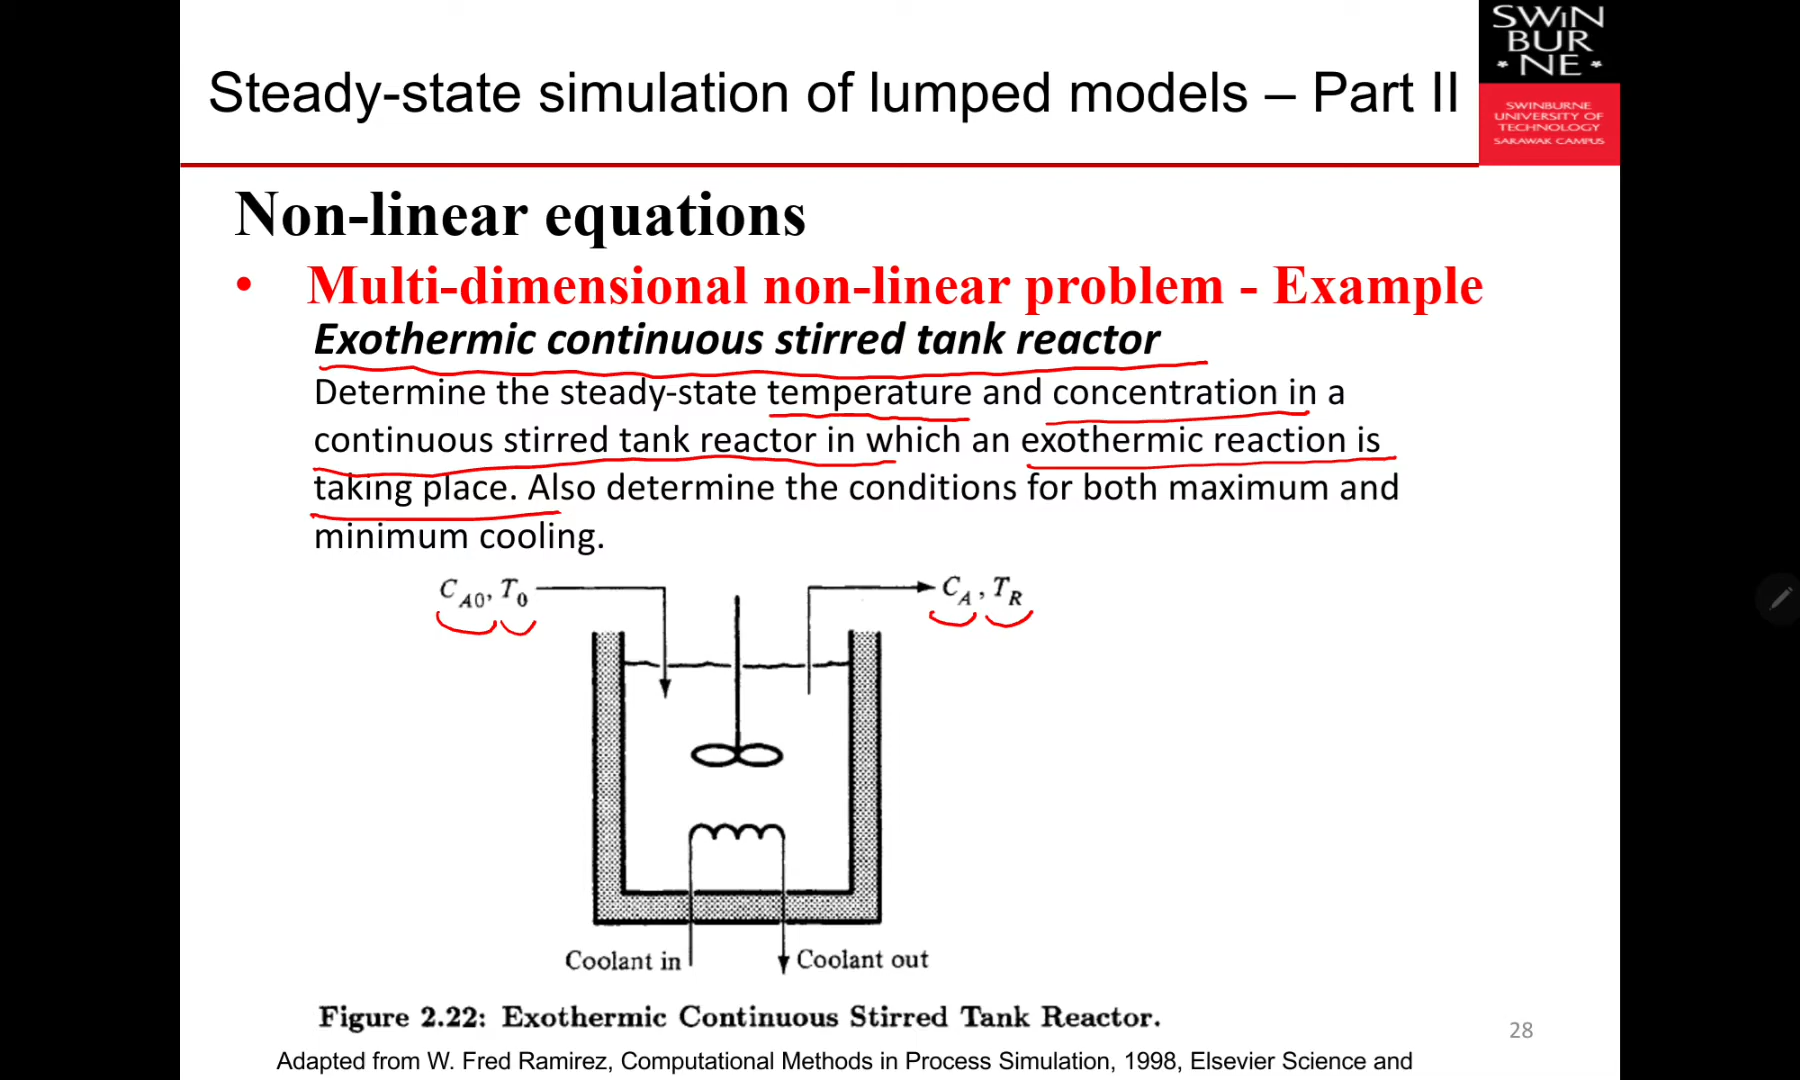 SWiN
BUR
* NE *
SWINBURNE
UNIVERSITY OF
TECHNOLOGY
SARAWAK CAMPUS
Steady-state simulation of lumped models – Part II
Non-linear equations
• Multi-dimensional non-linear problem - Example
Exothermic continuous stirred tank reactor
Determine the steady-state temperature and concentration in a
continuous stirred tank reactor in which an exothermic reaction is
taking place. Also determine the conditions for both maximum and
minimum cooling.
C_A0, T_0
C_A, T_R
Coolant in
Coolant out
Figure 2.22: Exothermic Continuous Stirred Tank Reactor.
28
Adapted from W. Fred Ramirez, Computational Methods in Process Simulation, 1998, Elsevier Science and